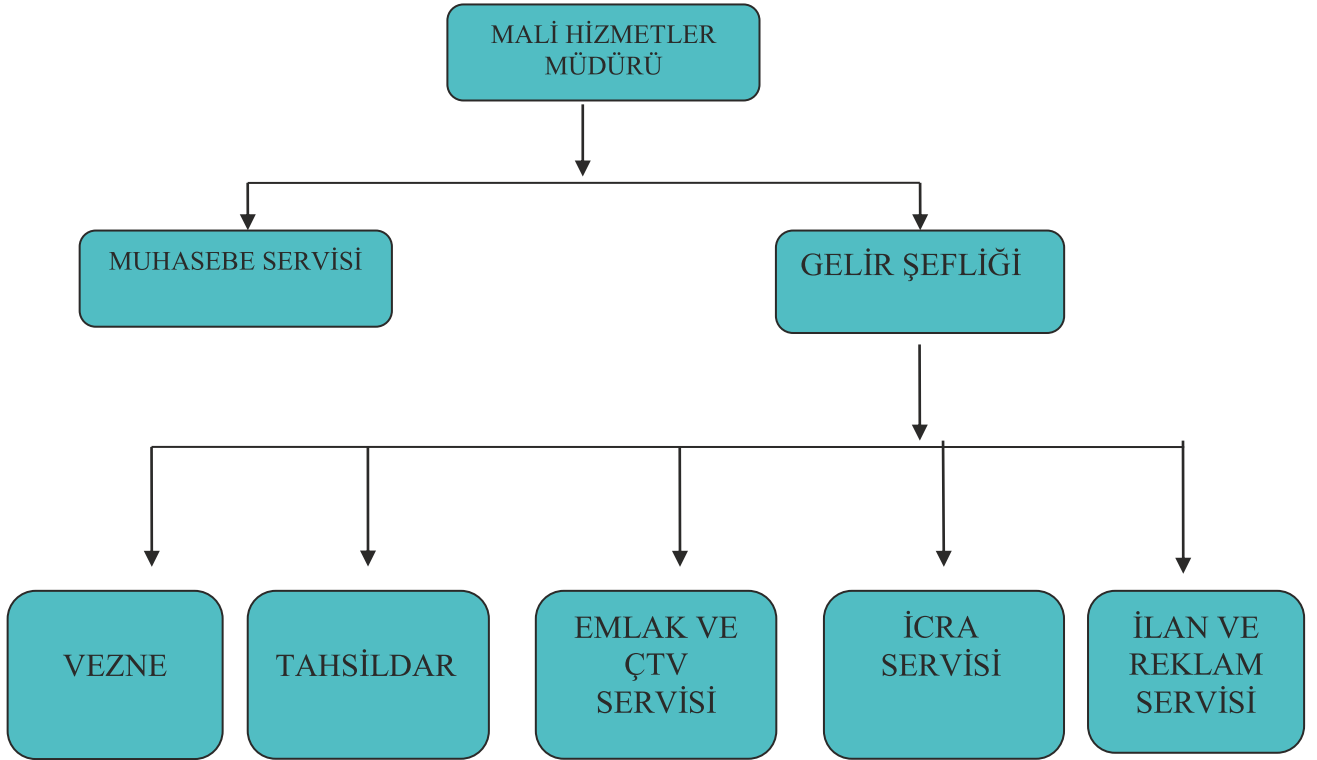 MALİ HİZMETLER
MÜDÜRÜ
MUHASEBE SERVİSİ
GELİR ŞEFLİĞİ
VEZNE
TAHSİLDAR
EMLAK VE
ÇTV
SERVİSİ
İCRA
SERVİSİ
İLAN VE
REKLAM
SERVİSİ